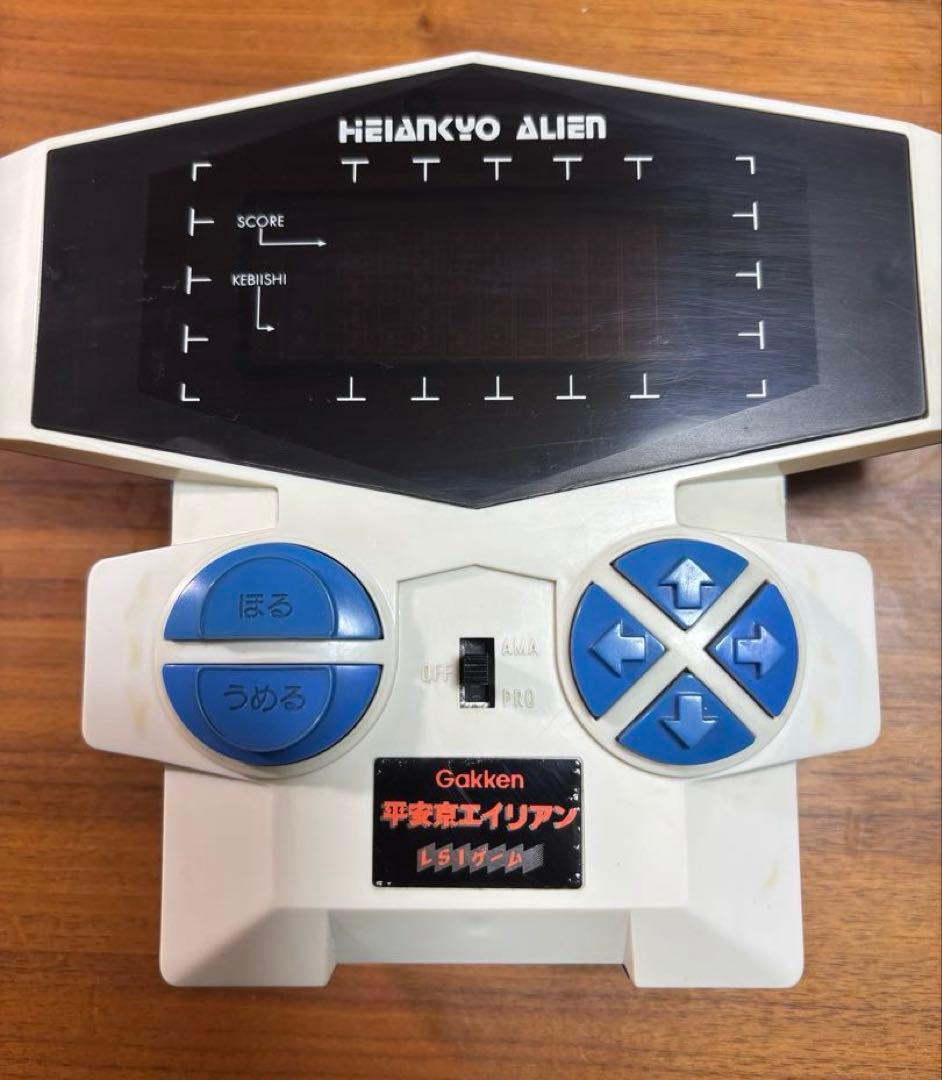 HEIANKYO ALIEN
SCORE
KEBIISHI
ほる
うめる
AMA
OFF
PRO
Gakken
平安京エイリアン
LSIゲーム